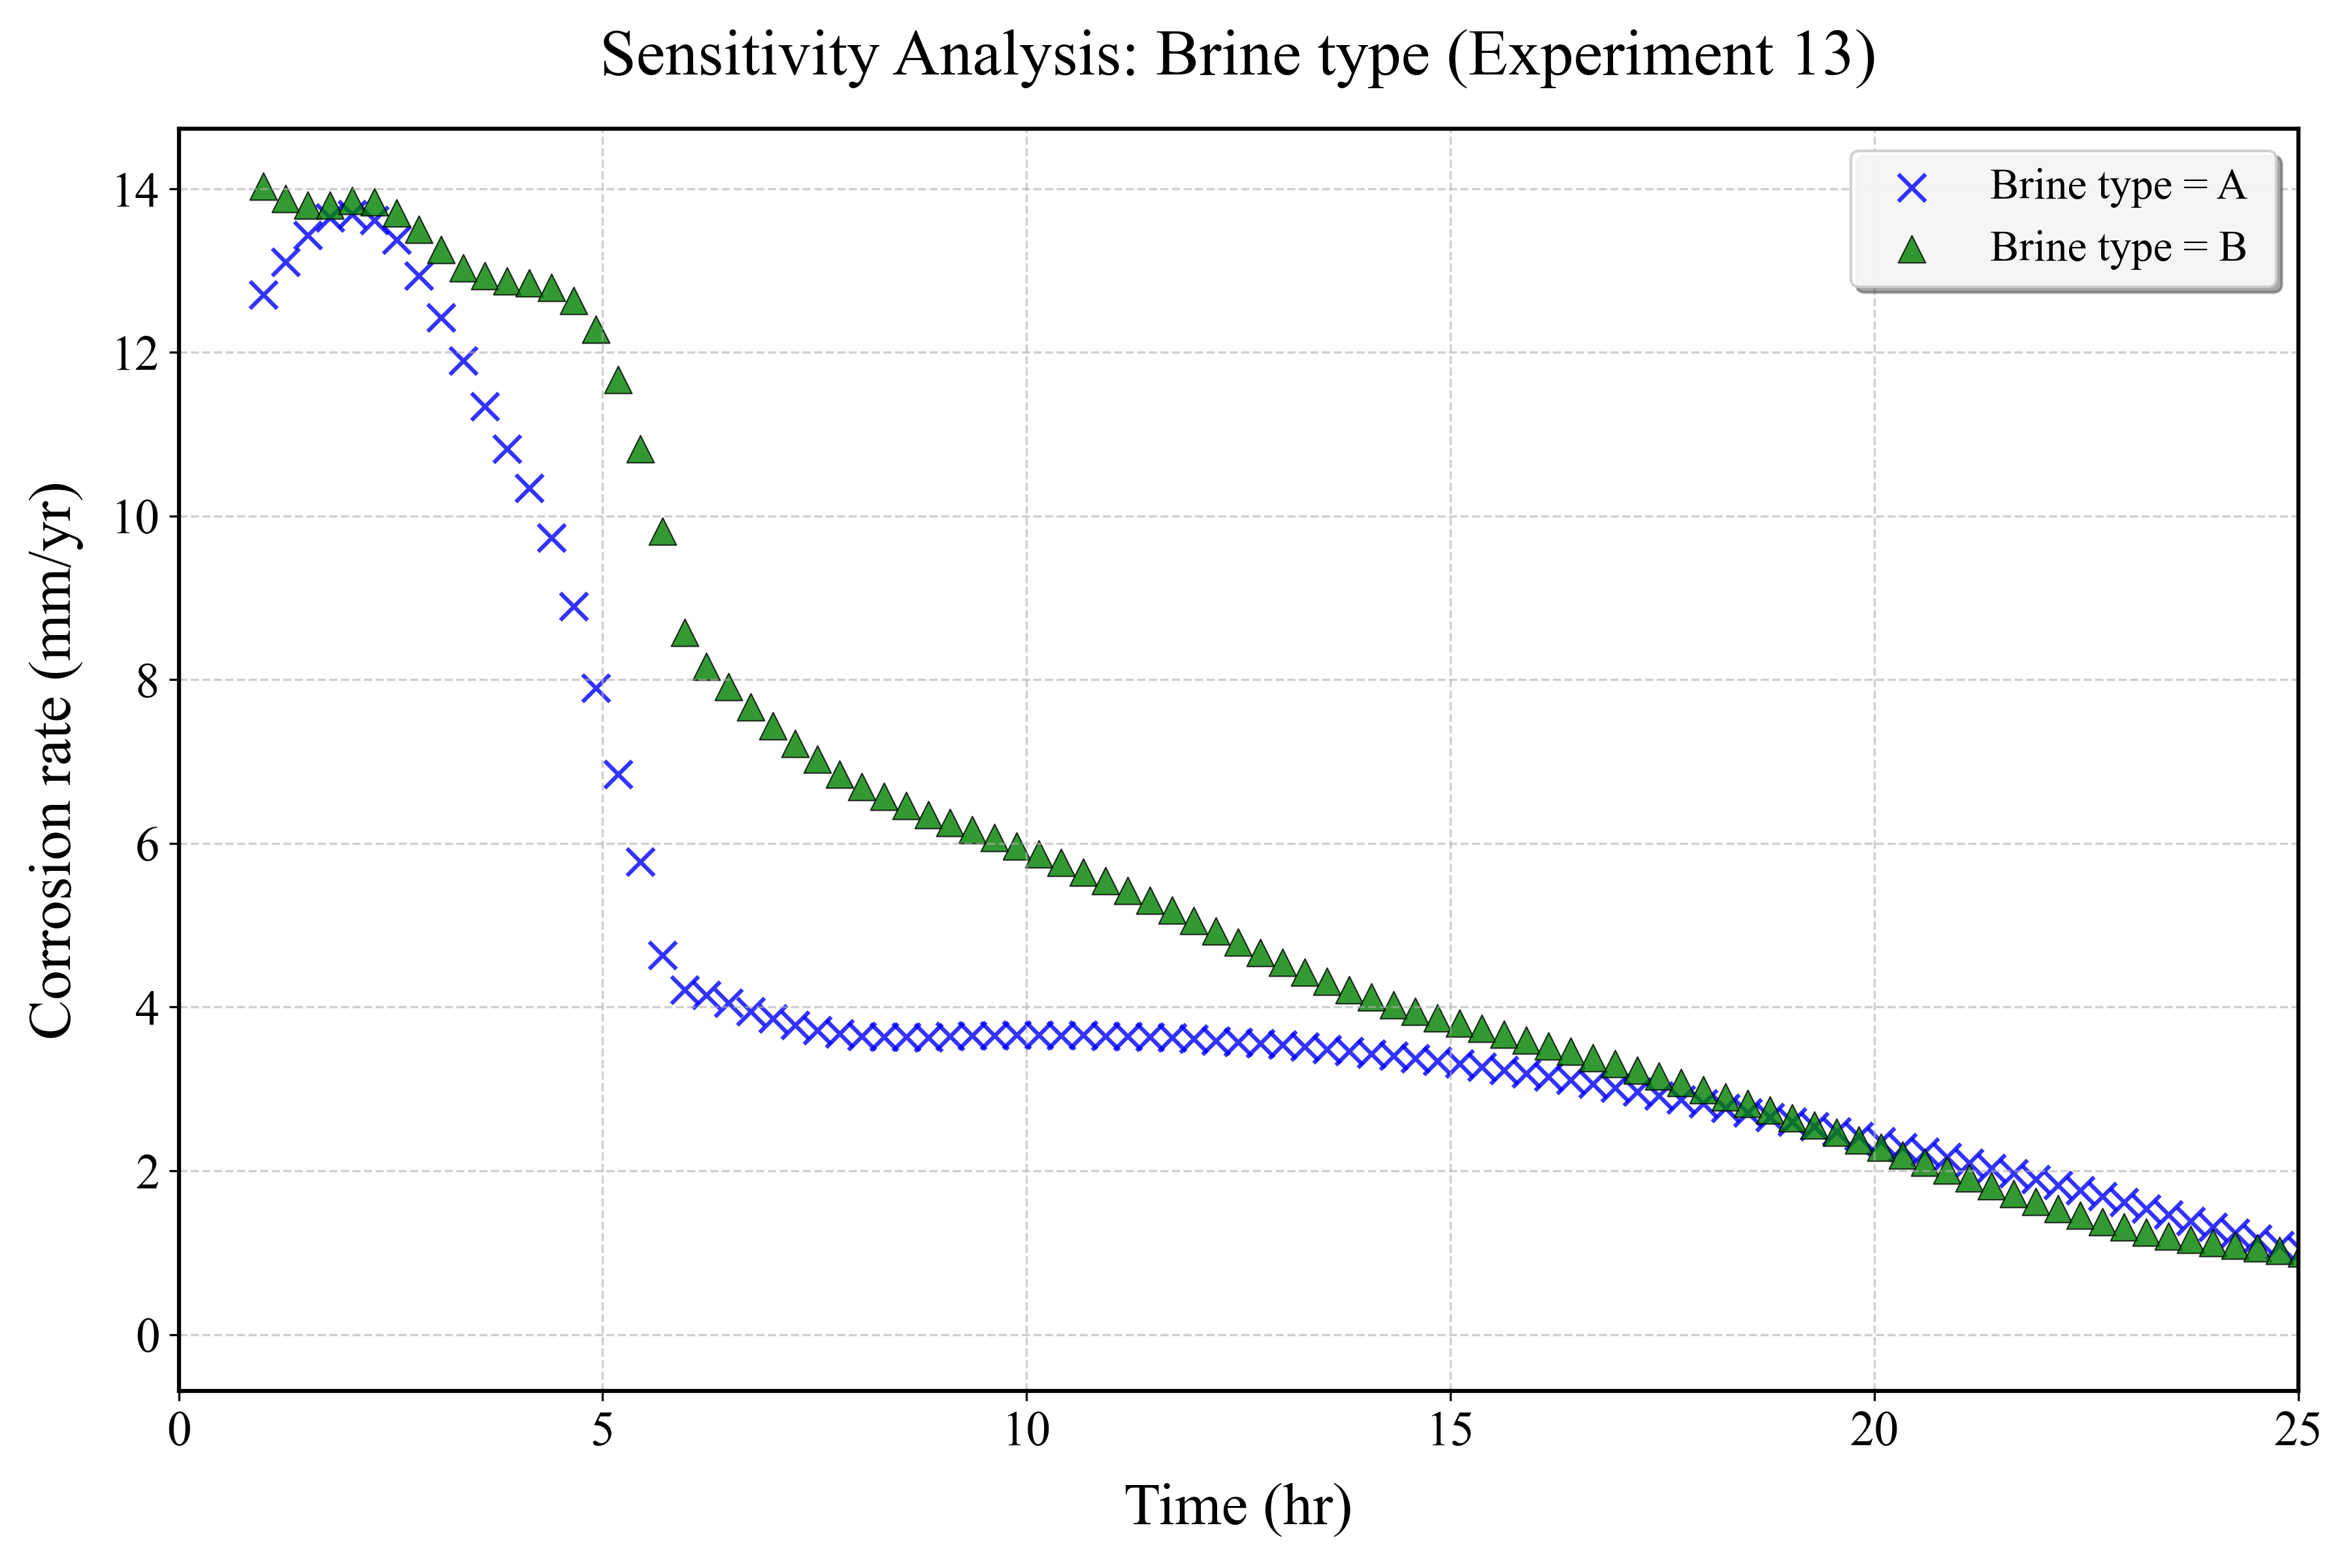 Sensitivity Analysis: Brine type (Experiment 13)
Brine type = A
Brine type = B
Corrosion rate (mm/yr)
14
12
10
8
6
4
2
0
0 5 10 15 20 25
Time (hr)